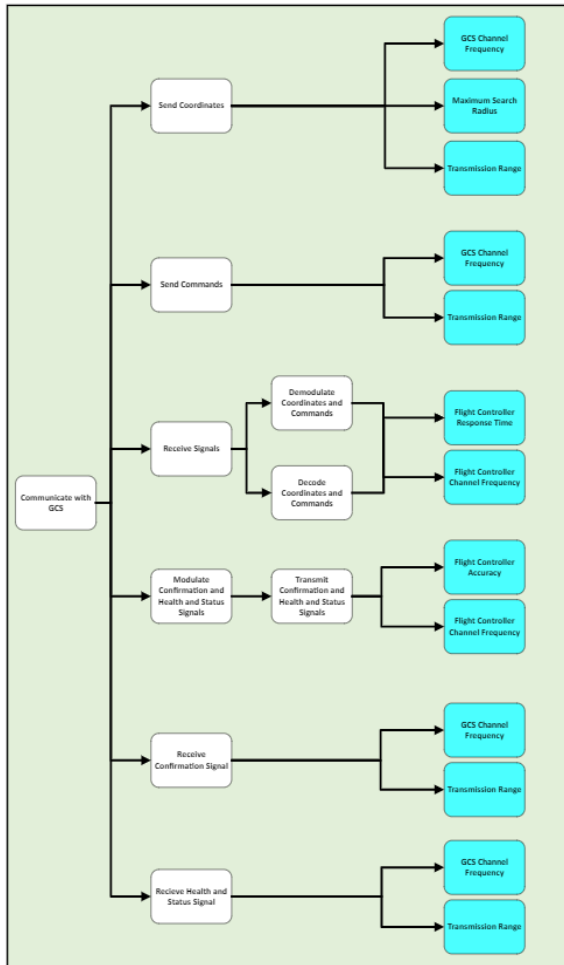 GCS Channel
Frequency
Send Coordinates
Maximum Search
Radius
Transmission Range
GCS Channel
Frequency
Send Commands
Transmission Range
Demodulate
Coordinates and
Commands
Flight Controller
Response Time
Receive Signals
Decode
Coordinates and
Commands
Flight Controller
Channel Frequency
Communicate with
GCS
Modulate
Confirmation and
Health and Status
Signals
Transmit
Confirmation and
Health and Status
Signals
Flight Controller
Accuracy
Flight Controller
Channel Frequency
GCS Channel
Frequency
Receive
Confirmation Signal
Transmission Range
GCS Channel
Frequency
Recieve Health and
Status Signal
Transmission Range